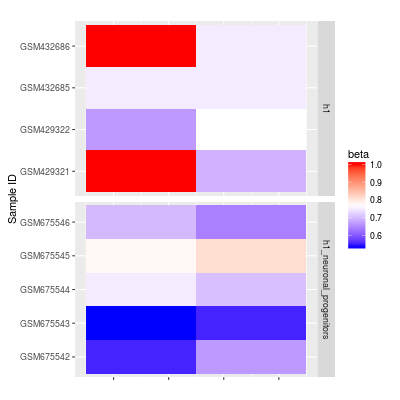 GSM432686
GSM432685
GSM429322
GSM429321
h1
GSM675546
GSM675545
GSM675544
GSM675543
GSM675542
h1_neuronal_progenitors
Sample ID
beta
1.0
0.9
0.8
0.7
0.6